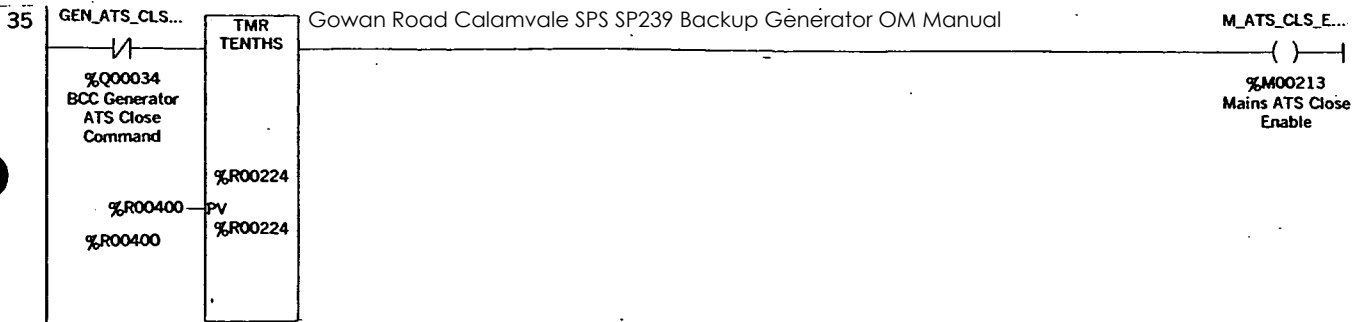 35
GEN_ATS_CLS...
TMR
TENTHS
Gowan Road Calamvale SPS SP239 Backup Generator OM Manual
M_ATS_CLS_E...
%Q00034
BCC Generator
ATS Close
Command
%M00213
Mains ATS Close
Enable
%R00224
%R00400
PV
%R00400
%R00224